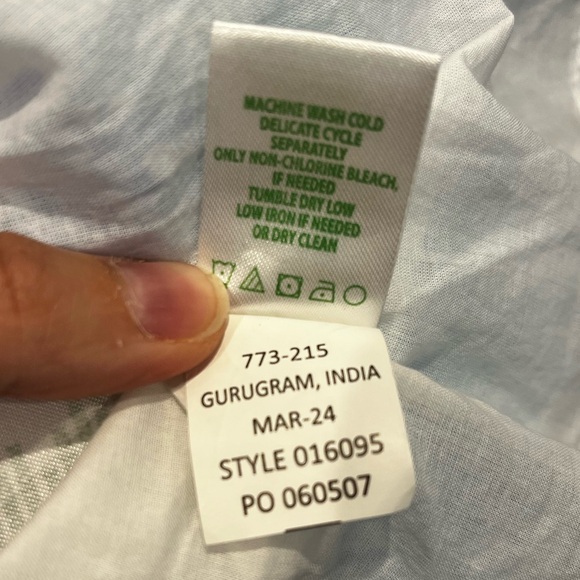 MACHINE WASH COLD
DELICATE CYCLE
SEPARATELY
ONLY NON-CHLORINE BLEACH,
IF NEEDED
TUMBLE DRY LOW
LOW IRON IF NEEDED
OR DRY CLEAN
773-215
GURUGRAM, INDIA
MAR-24
STYLE 016095
PO 060507